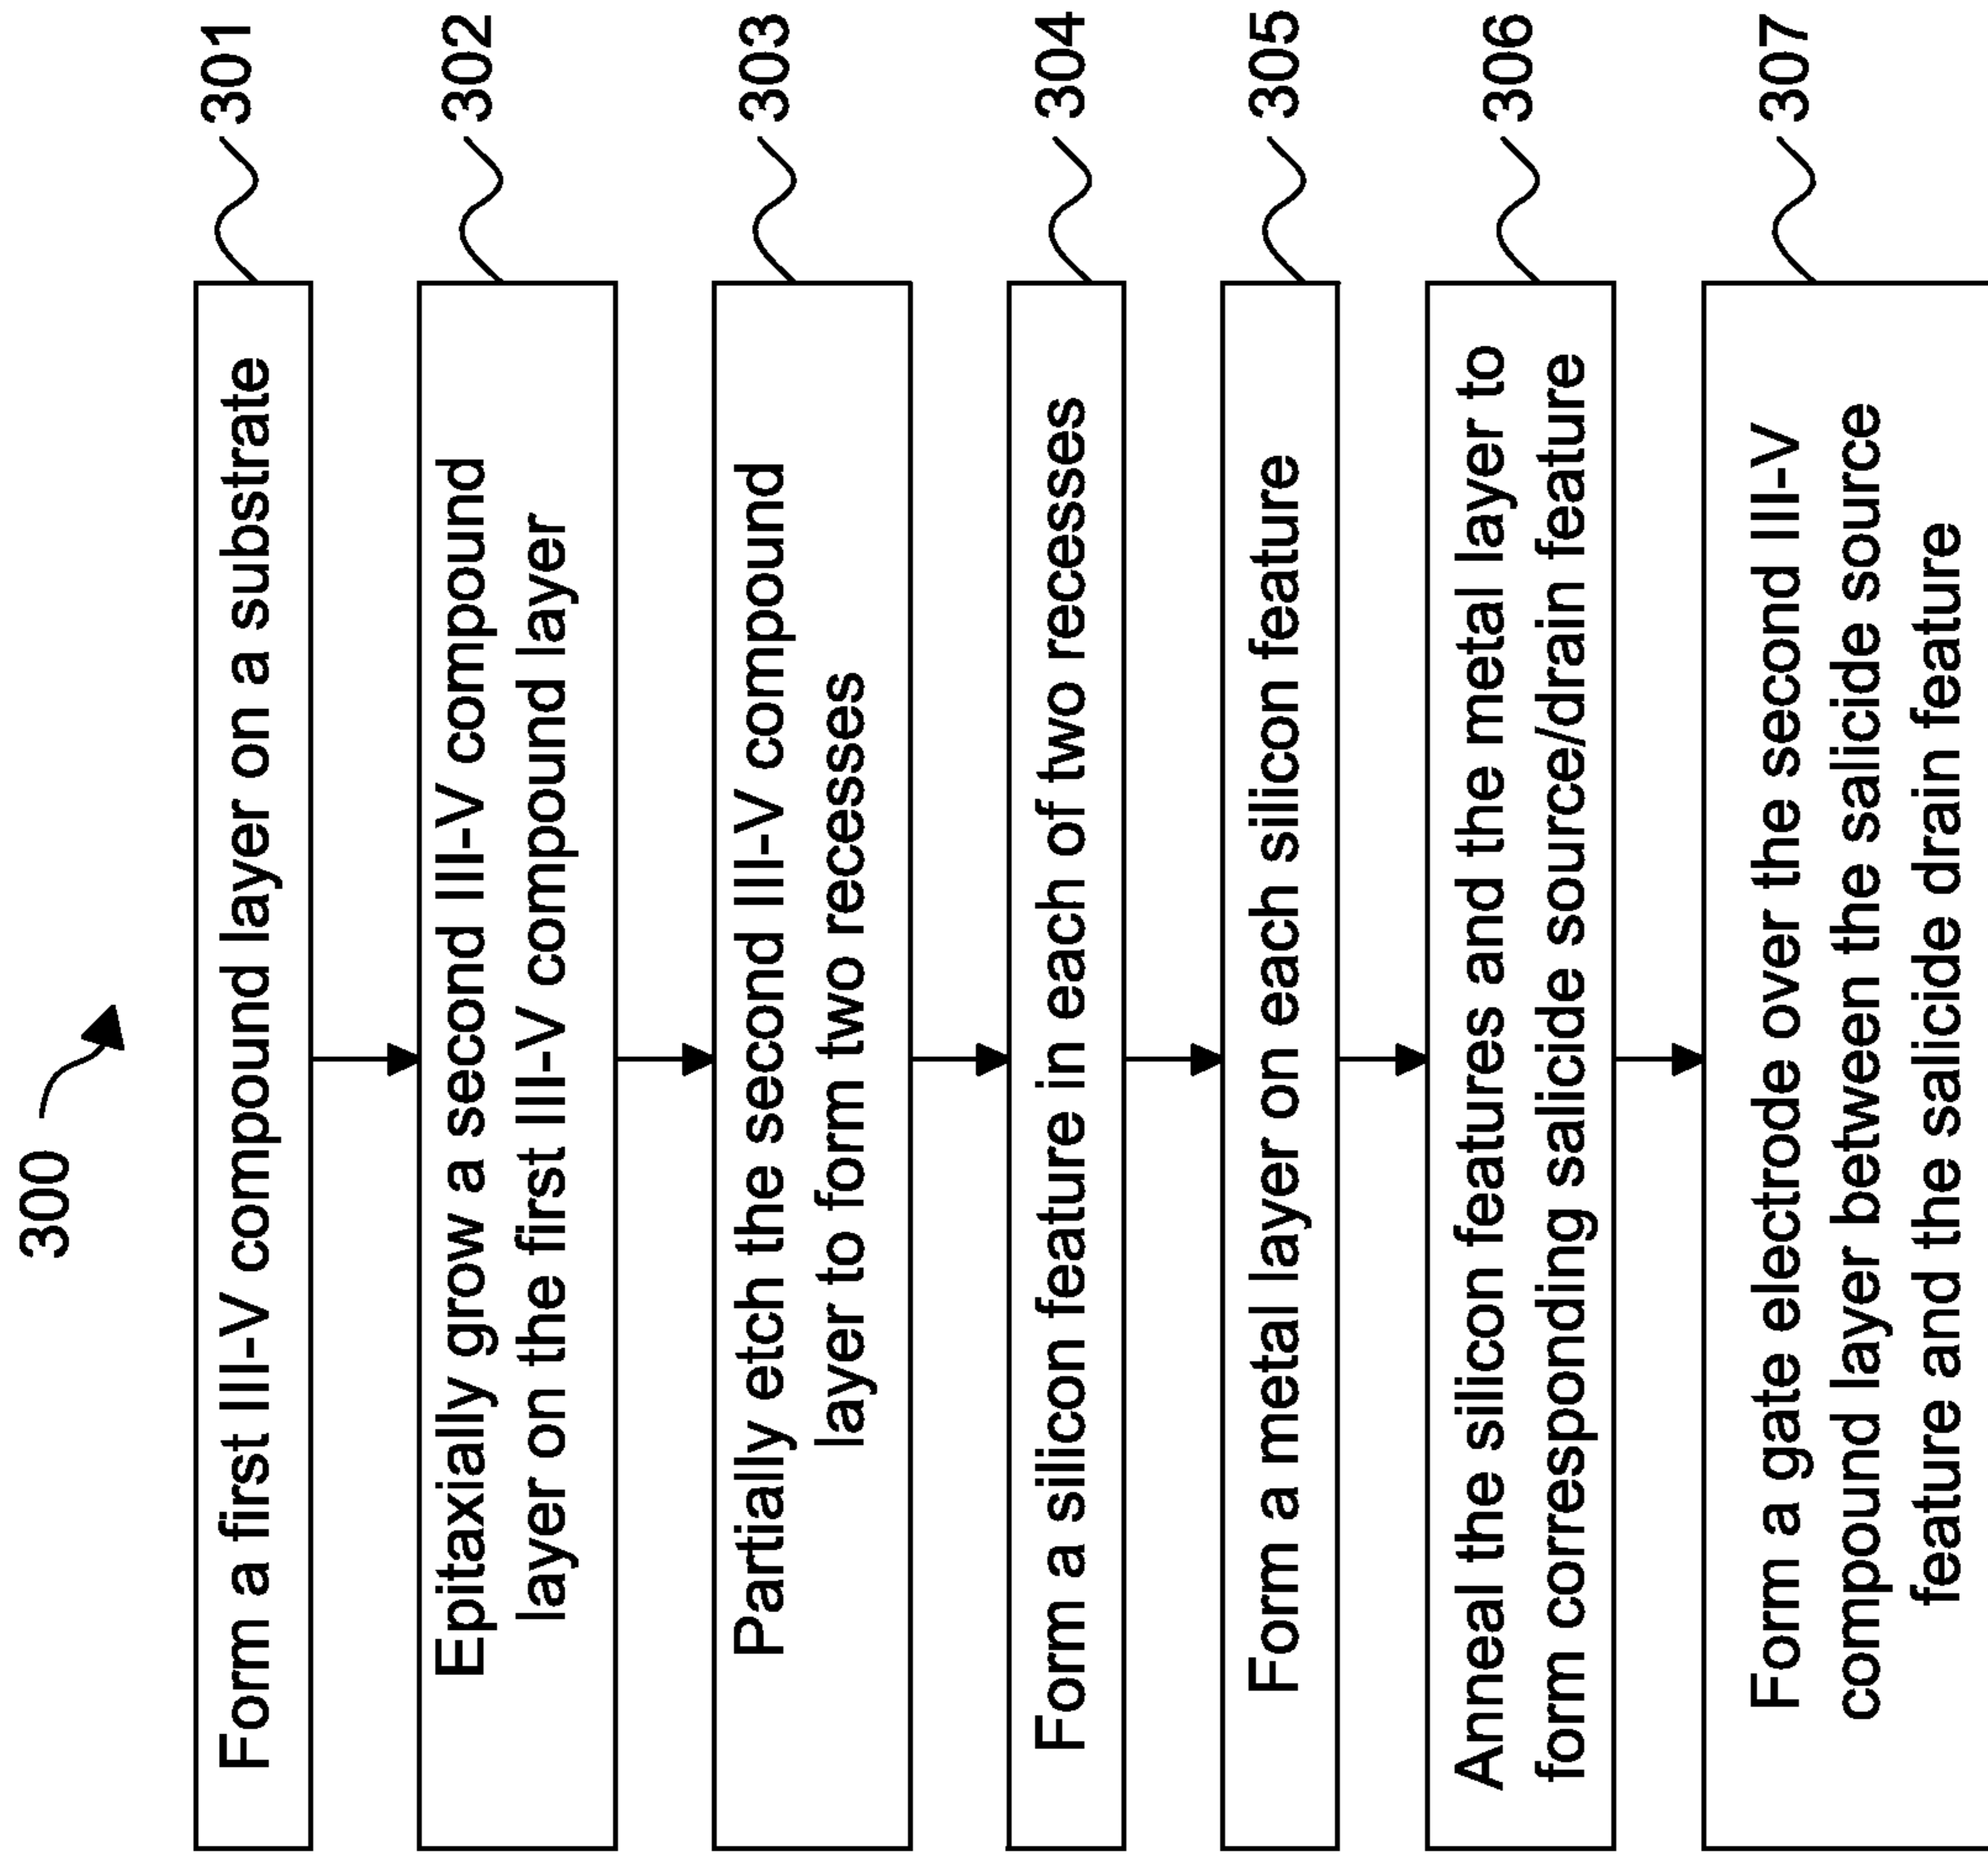 300
Form a first III-V compound layer on a substrate
301
Epitaxially grow a second III-V compound
layer on the first III-V compound layer
302
Partially etch the second III-V compound
layer to form two recesses
303
Form a silicon feature in each of two recesses
304
Form a metal layer on each silicon feature
305
Anneal the silicon features and the metal layer to
form corresponding salicide source/drain feature
306
Form a gate electrode over the second III-V
compound layer between the salicide source
feature and the salicide drain feature
307